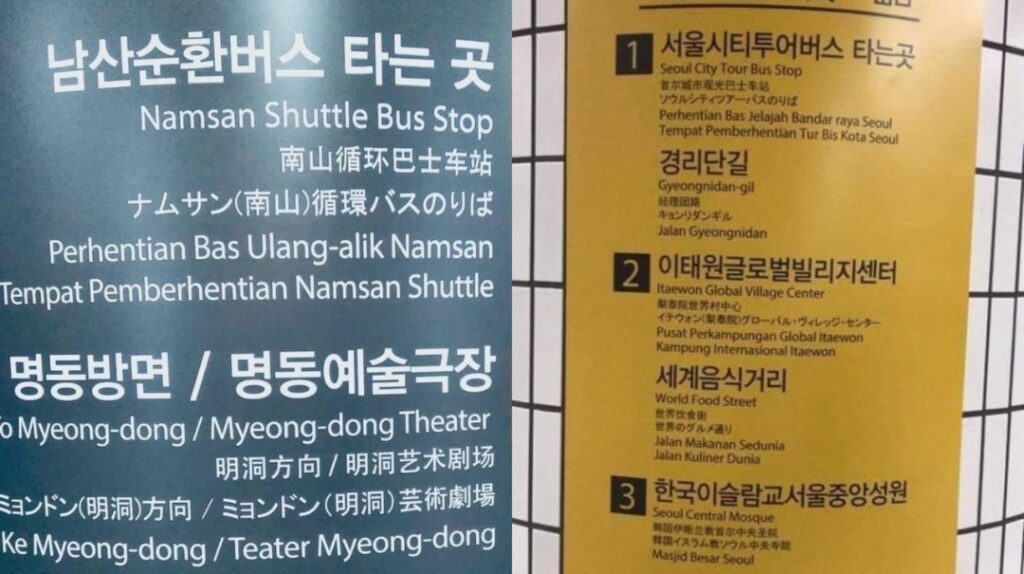 남산순환버스 타는 곳
Namsan Shuttle Bus Stop
南山循环巴士车站
ナムサン(南山)循環バスのりば
Perhentian Bas Ulang-alik Namsan
Tempat Pemberhentian Namsan Shuttle
명동방면 / 명동예술극장
To Myeong-dong / Myeong-dong Theater
明洞方向 / 明洞艺术剧场
ミョンドン(明洞)方向 / ミョンドン(明洞)芸術劇場
Ke Myeong-dong / Teater Myeong-dong
1 서울시티투어버스 타는곳
Seoul City Tour Bus Stop
首尔城市观光巴士车站
ソウルシティツアーバスのりば
Perhentian Bas Jelajah Bandar raya Seoul
Tempat Pemberhentian Tur Bis Kota Seoul
경리단길
Gyeongnidan-gil
经理团路
キョンリダンギル
Jalan Gyeongnidan
2 이태원글로벌빌리지센터
Itaewon Global Village Center
梨泰院世界村中心
イテウォン(梨泰院)グローバル・ヴィレッジ・センター
Pusat Perkampungan Global Itaewon
Kampung Internasional Itaewon
세계음식거리
World Food Street
世界饮食街
世界のグルメ通り
Jalan Makanan Sedunia
Jalan Kuliner Dunia
3 한국이슬람교서울중앙성원
Seoul Central Mosque
韩国伊斯兰教首尔中央圣院
韓国イスラム教ソウル中央寺院
Masjid Besar Seoul